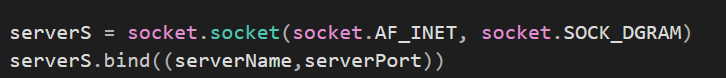 serverS = socket.socket(socket.AF_INET, socket.SOCK_DGRAM)
serverS.bind((serverName,serverPort))